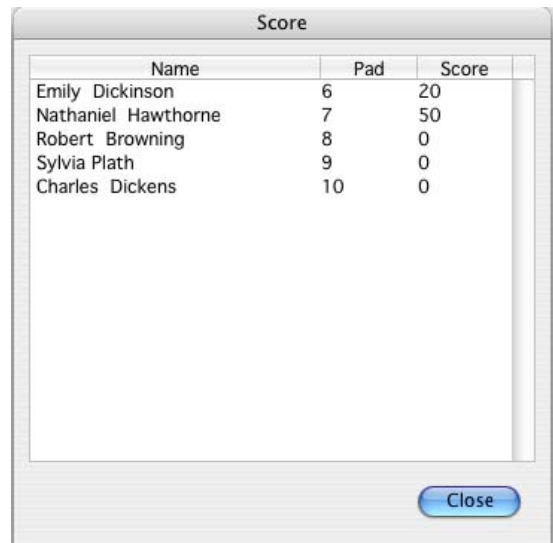 Score
Name Pad Score
Emily Dickinson 6 20
Nathaniel Hawthorne 7 50
Robert Browning 8 0
Sylvia Plath 9 0
Charles Dickens 10 0
Close